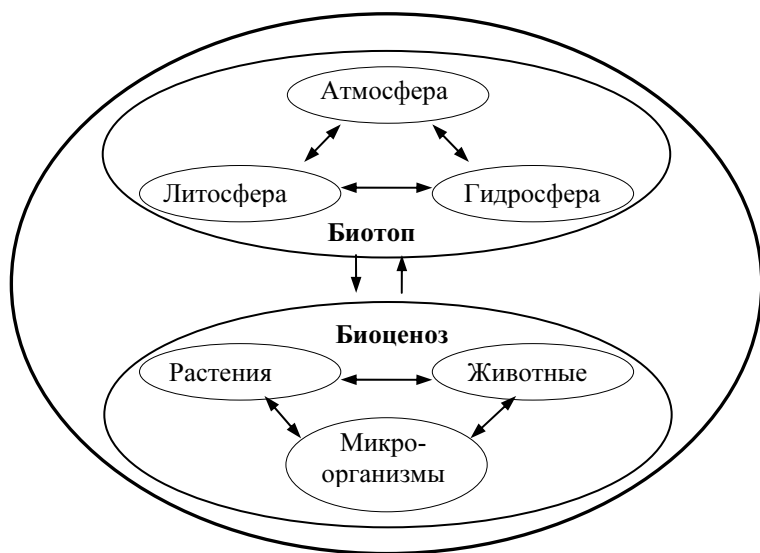 Атмосфера
Литосфера
Гидросфера
Биотоп
Биоценоз
Растения
Животные
Микро-
организмы